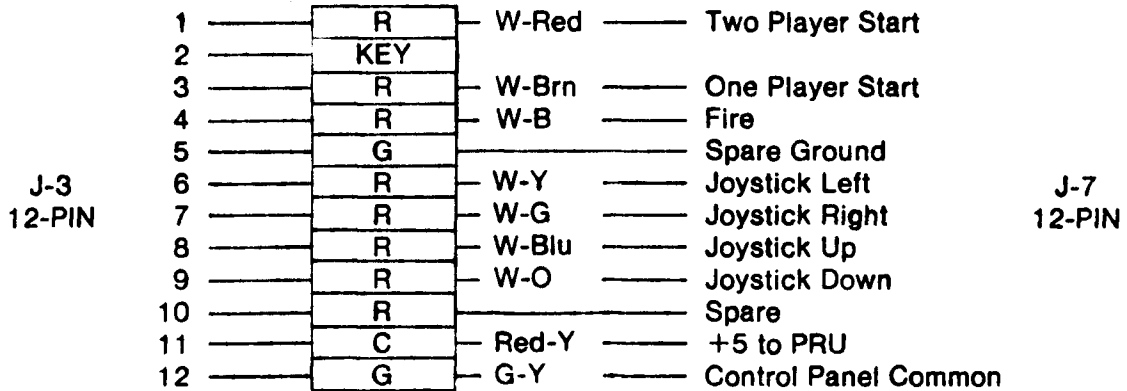 1 R W-Red Two Player Start
2 KEY
3 R W-Brn One Player Start
4 R W-B Fire
5 G Spare Ground
J-3
12-PIN
6 R W-Y Joystick Left
7 R W-G Joystick Right
8 R W-Blu Joystick Up
9 R W-O Joystick Down
10 R Spare
11 C Red-Y +5 to PRU
12 G G-Y Control Panel Common
J-7
12-PIN